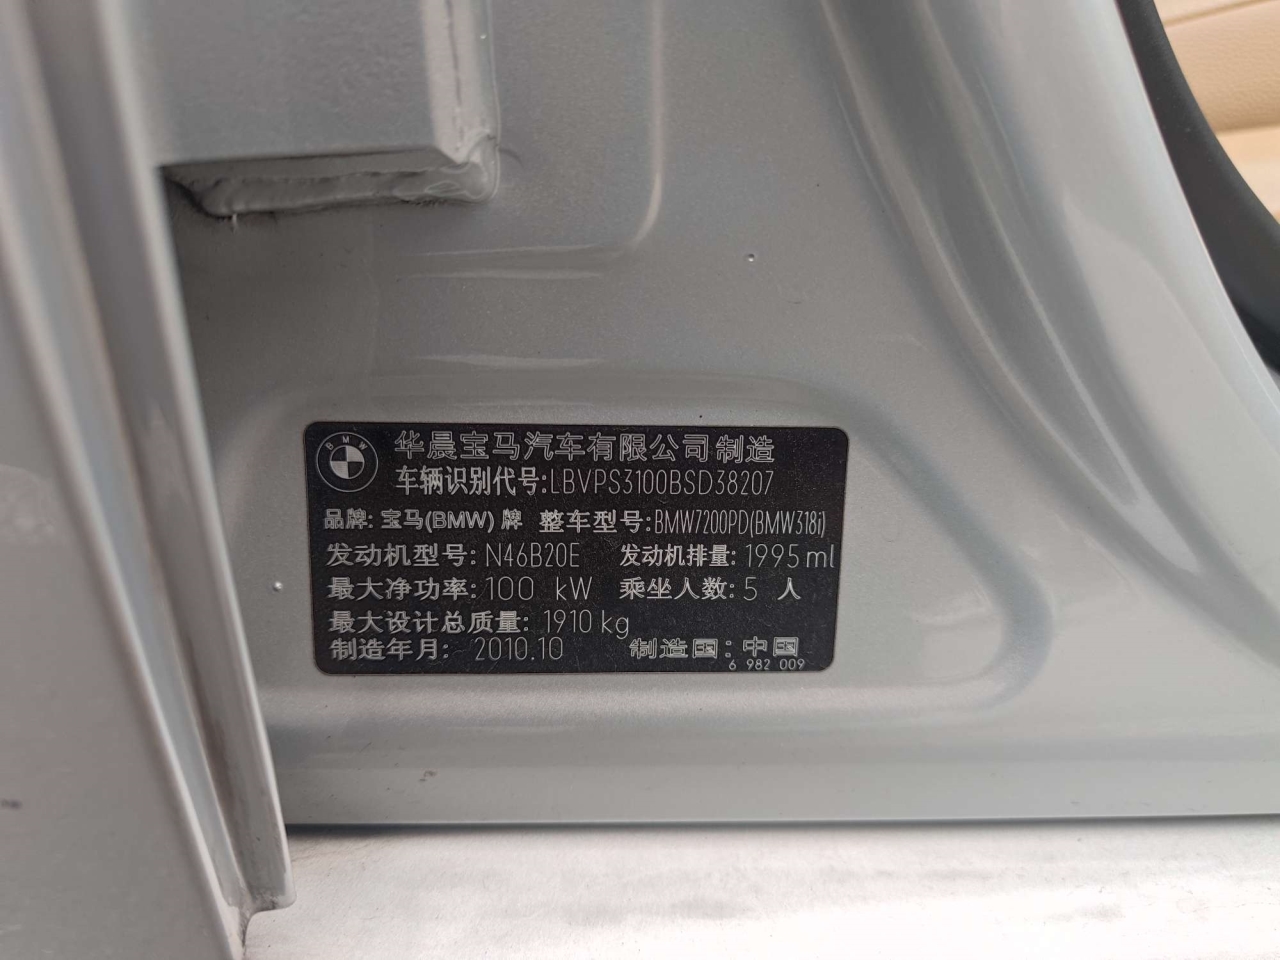 BMW
华晨宝马汽车有限公司制造
车辆识别代号:LBVPS3100BSD38207
品牌: 宝马(BMW) 牌 整车型号:BMW7200PD(BMW318i)
发动机型号: N46B20E 发动机排量: 1995ml
最大净功率: 100 kW 乘坐人数: 5 人
最大设计总质量: 1910kg
制造年月: 2010.10 制造国: 中国
6 982 009